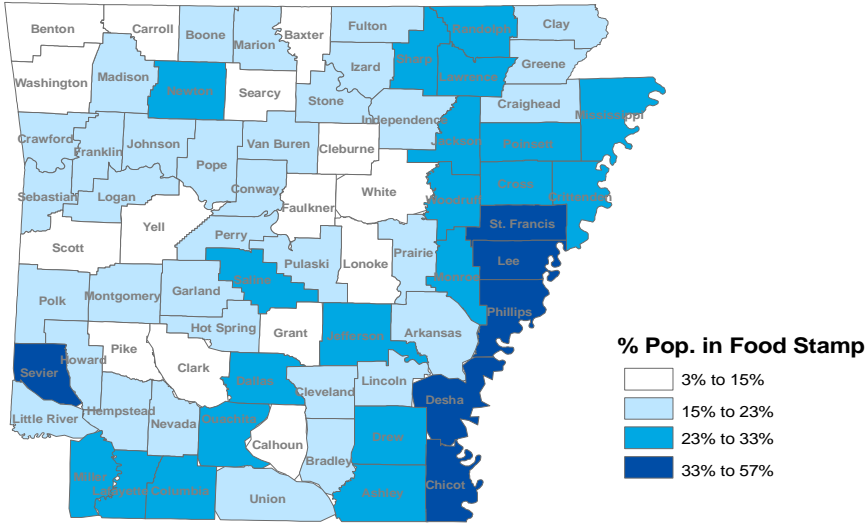 Benton
Carroll
Boone
Marion
Baxter
Fulton
Randolph
Clay
Washington
Madison
Newton
Searcy
Stone
Izard
Sharp
Lawrence
Greene
Craighead
Mississippi
Independence
Crawford
Franklin
Johnson
Pope
Van Buren
Cleburne
Jackson
Poinsett
Sebastian
Logan
Conway
Faulkner
White
Woodruff
Cross
Crittenden
Scott
Yell
Perry
Pulaski
Lonoke
Prairie
Monroe
St. Francis
Lee
Phillips
Polk
Montgomery
Garland
Saline
Hot Spring
Grant
Jefferson
Arkansas
Sevier
Howard
Pike
Clark
Dallas
Cleveland
Lincoln
Desha
Little River
Hempstead
Nevada
Ouachita
Calhoun
Bradley
Drew
Miller
Lafayette
Columbia
Union
Ashley
Chicot
% Pop. in Food Stamp
3% to 15%
15% to 23%
23% to 33%
33% to 57%